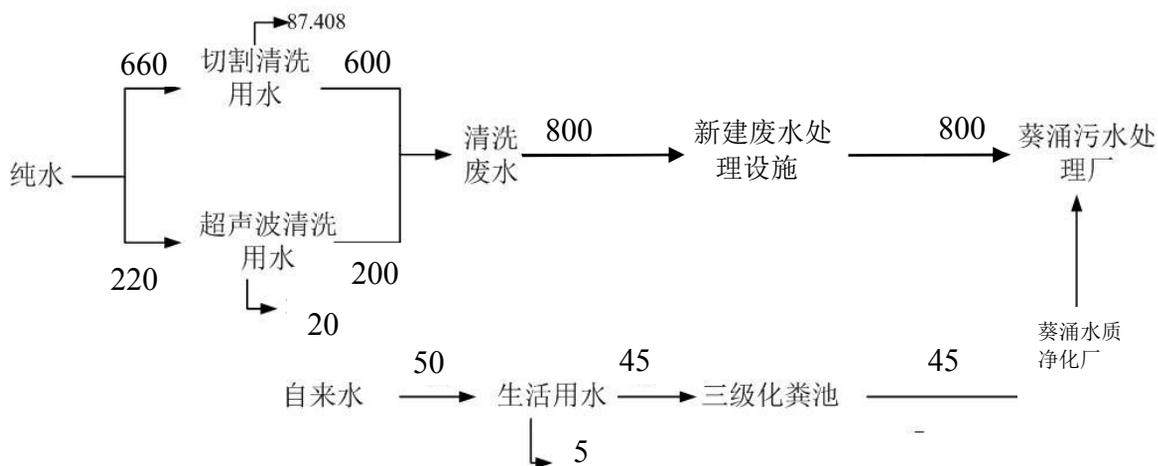 87.408
660
切割清洗
用水
600
纯水
清洗
废水
800
新建废水处
理设施
800
葵涌污水处
理厂
超声波清洗
用水
220
200
20
葵涌水质
净化厂
自来水
50
生活用水
45
三级化粪池
45
5